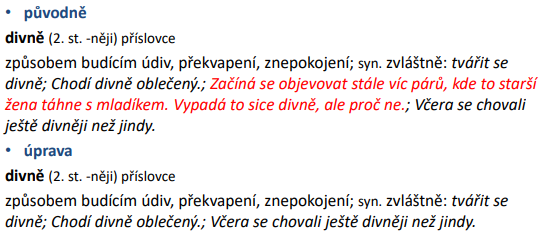 • původně
divně (2. st. -něji) příslovce
způsobem budícím údiv, překvapení, znepokojení; syn. zvláštně: tvářit se
divně; Chodí divně oblečený.; Začíná se objevovat stále víc párů, kde to starší
žena táhne s mladíkem. Vypadá to sice divně, ale proč ne.; Včera se chovali
ještě divněji než jindy.
• úprava
divně (2. st. -něji) příslovce
způsobem budícím údiv, překvapení, znepokojení; syn. zvláštně: tvářit se
divně; Chodí divně oblečený.; Včera se chovali ještě divněji než jindy.